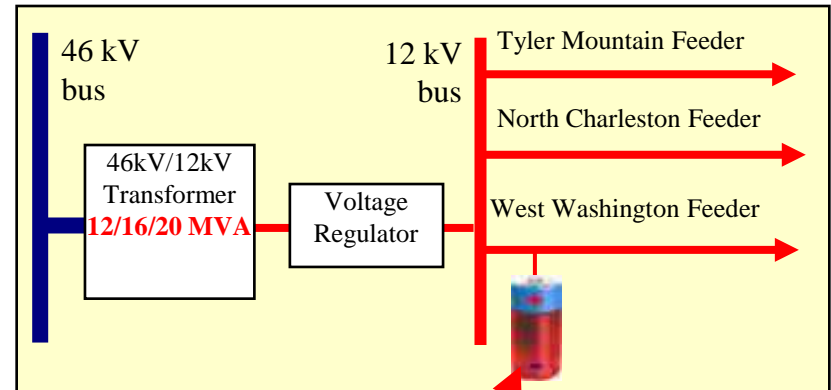 46 kV
bus
46kV/12kV
Transformer
12/16/20 MVA
Voltage
Regulator
12 kV
bus
Tyler Mountain Feeder
North Charleston Feeder
West Washington Feeder